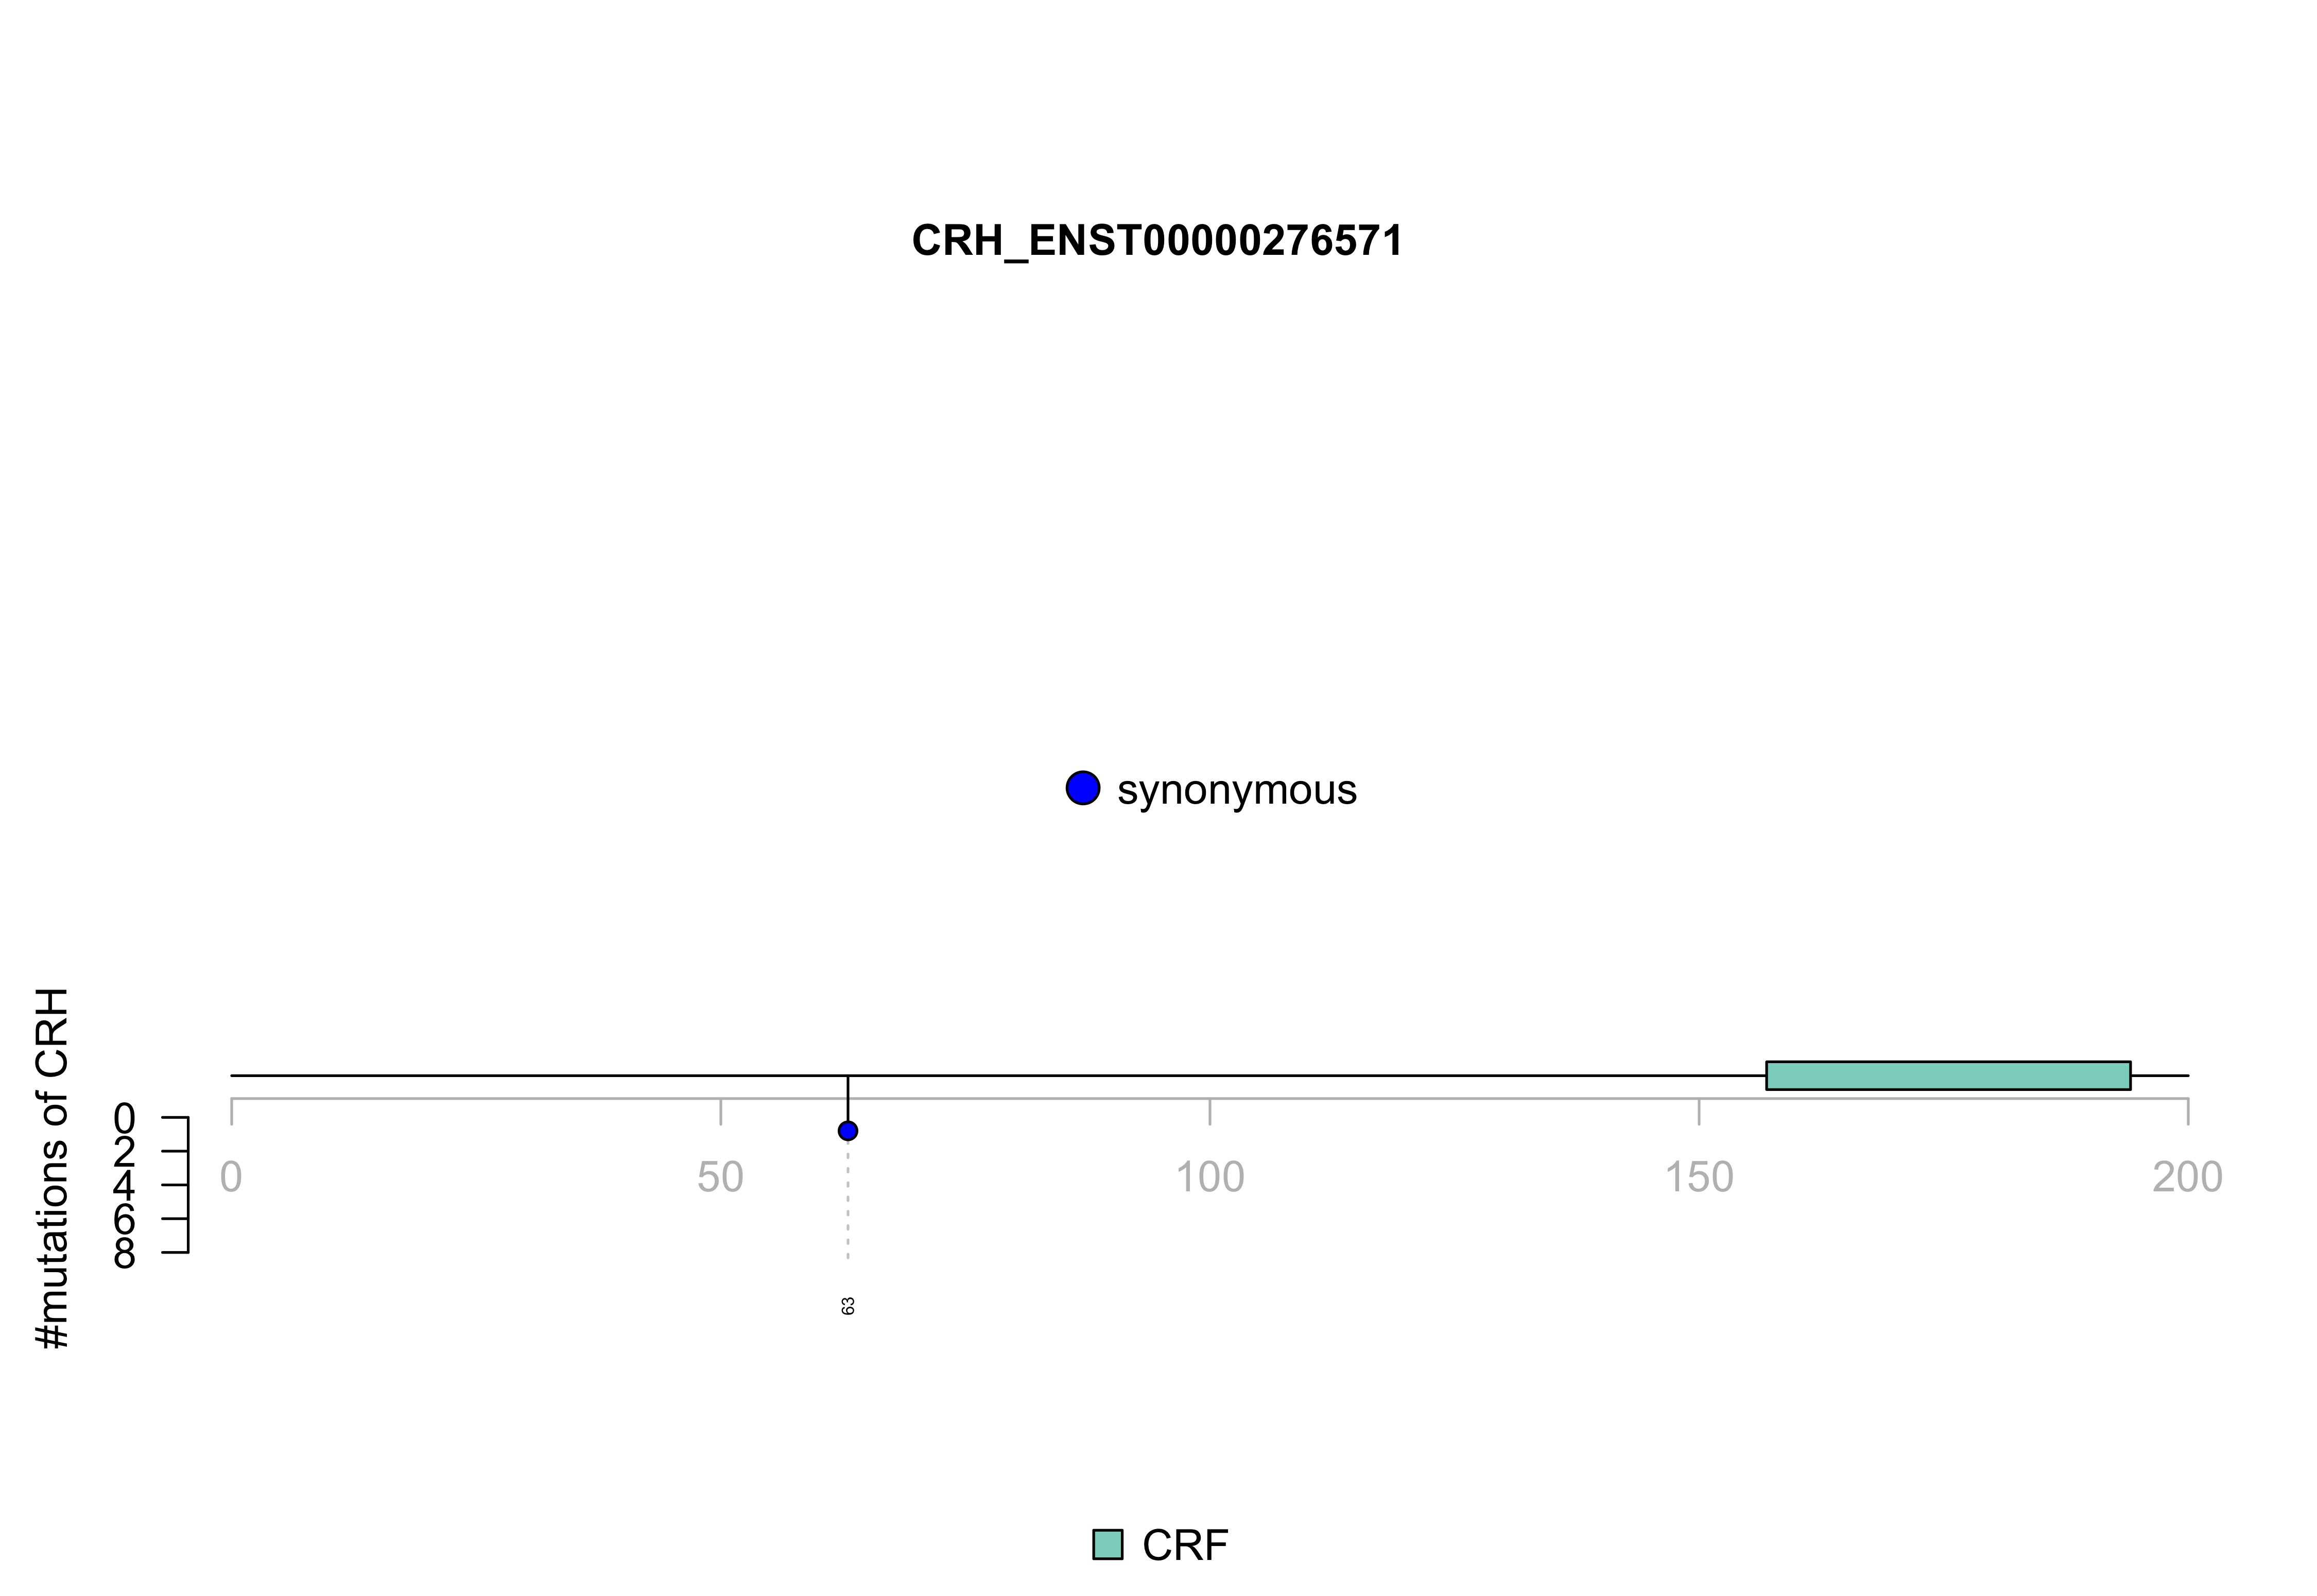 CRH_ENST00000276571
synonymous
#mutations of CRH
0
2
4
6
8
0 50 100 150 200
63
CRF